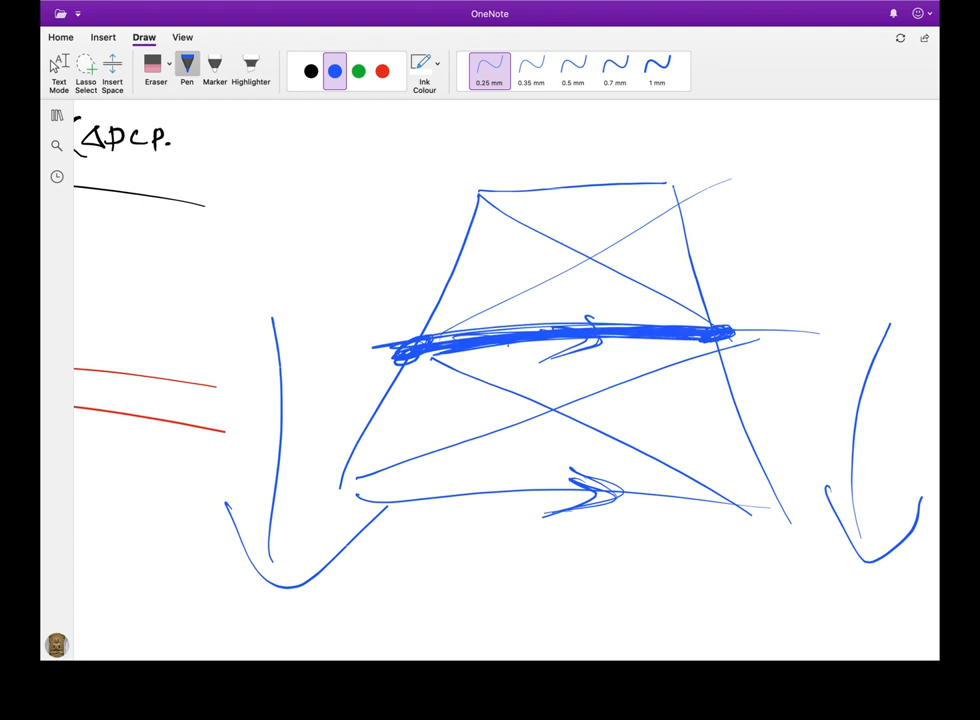 OneNote
Home Insert Draw View
Text Mode
Lasso Select
Insert Space
Eraser
Pen
Marker
Highlighter
Ink Colour
0.25 mm
0.35 mm
0.5 mm
0.7 mm
1 mm
(ΔDCP.